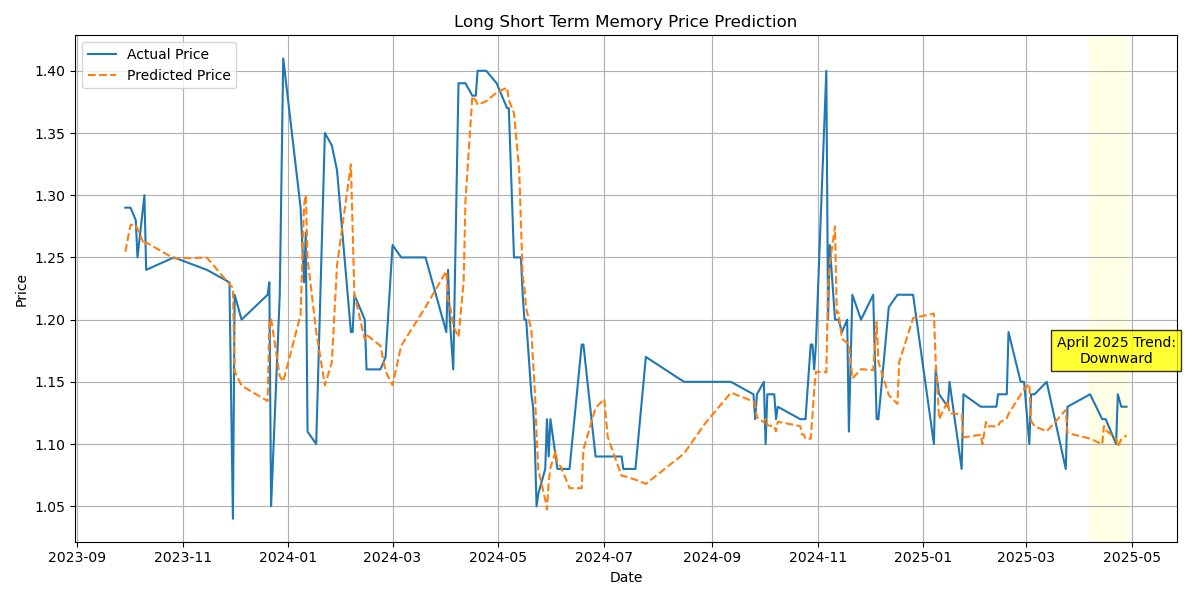 Long Short Term Memory Price Prediction
Actual Price
Predicted Price
Price
1.40
1.35
1.30
1.25
1.20
1.15
1.10
1.05
April 2025 Trend:
Downward
2023-09 2023-11 2024-01 2024-03 2024-05 2024-07 2024-09 2024-11 2025-01 2025-03 2025-05
Date